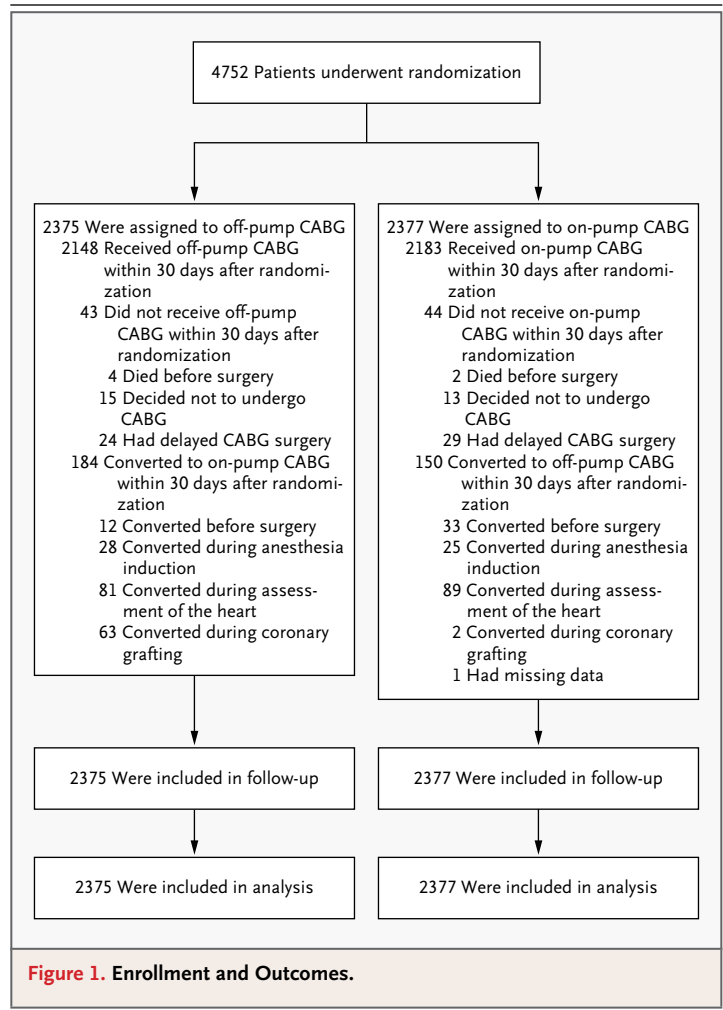 4752 Patients underwent randomization
2375 Were assigned to off-pump CABG
2148 Received off-pump CABG
within 30 days after randomi-
zation
43 Did not receive off-pump
CABG within 30 days after
randomization
4 Died before surgery
15 Decided not to undergo
CABG
24 Had delayed CABG surgery
184 Converted to on-pump CABG
within 30 days after randomi-
zation
12 Converted before surgery
28 Converted during anesthesia
induction
81 Converted during assess-
ment of the heart
63 Converted during coronary
grafting
2377 Were assigned to on-pump CABG
2183 Received on-pump CABG
within 30 days after randomi-
zation
44 Did not receive on-pump
CABG within 30 days after
randomization
2 Died before surgery
13 Decided not to undergo
CABG
29 Had delayed CABG surgery
150 Converted to off-pump CABG
within 30 days after randomi-
zation
33 Converted before surgery
25 Converted during anesthesia
induction
89 Converted during assess-
ment of the heart
2 Converted during coronary
grafting
1 Had missing data
2375 Were included in follow-up
2377 Were included in follow-up
2375 Were included in analysis
2377 Were included in analysis
Figure 1. Enrollment and Outcomes.